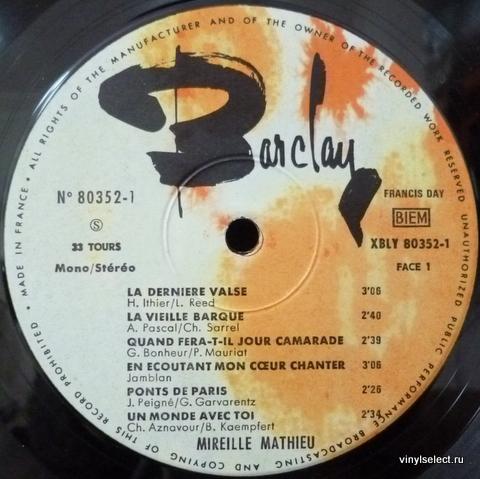 MADE IN FRANCE • ALL RIGHTS OF THE MANUFACTURER AND OF THE OWNER OF THE RECORDED WORK RESERVED UNAUTHORIZED PUBLIC PERFORMANCE BROADCASTING AND COPYING OF THIS RECORD PROHIBITED •
Barclay
N° 80352-1
FRANCIS DAY
S
BIEM
33 TOURS
XBLY 80352-1
Mono/Stéréo
FACE 1
LA DERNIERE VALSE 3'06
H. Ithier/L. Reed
LA VIEILLE BARQUE 2'40
A. Pascal/Ch. Sarrel
QUAND FERA-T-IL JOUR CAMARADE 2'39
G. Bonheur/P. Mauriat
EN ECOUTANT MON CŒUR CHANTER 3'06
Jamblan
PONTS DE PARIS 2'26
J. Peigné/G. Garvarentz
UN MONDE AVEC TOI 2'34
Ch. Aznavour/B. Kaempfert
MIREILLE MATHIEU
vinylselect.ru